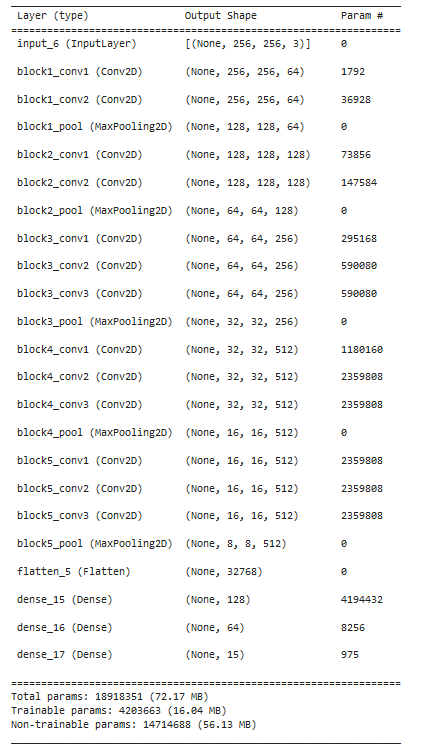 Layer (type) Output Shape Param #
input_6 (InputLayer) [(None, 256, 256, 3)] 0
block1_conv1 (Conv2D) (None, 256, 256, 64) 1792
block1_conv2 (Conv2D) (None, 256, 256, 64) 36928
block1_pool (MaxPooling2D) (None, 128, 128, 64) 0
block2_conv1 (Conv2D) (None, 128, 128, 128) 73856
block2_conv2 (Conv2D) (None, 128, 128, 128) 147584
block2_pool (MaxPooling2D) (None, 64, 64, 128) 0
block3_conv1 (Conv2D) (None, 64, 64, 256) 295168
block3_conv2 (Conv2D) (None, 64, 64, 256) 590080
block3_conv3 (Conv2D) (None, 64, 64, 256) 590080
block3_pool (MaxPooling2D) (None, 32, 32, 256) 0
block4_conv1 (Conv2D) (None, 32, 32, 512) 1180160
block4_conv2 (Conv2D) (None, 32, 32, 512) 2359808
block4_conv3 (Conv2D) (None, 32, 32, 512) 2359808
block4_pool (MaxPooling2D) (None, 16, 16, 512) 0
block5_conv1 (Conv2D) (None, 16, 16, 512) 2359808
block5_conv2 (Conv2D) (None, 16, 16, 512) 2359808
block5_conv3 (Conv2D) (None, 16, 16, 512) 2359808
block5_pool (MaxPooling2D) (None, 8, 8, 512) 0
flatten_5 (Flatten) (None, 32768) 0
dense_15 (Dense) (None, 128) 4194432
dense_16 (Dense) (None, 64) 8256
dense_17 (Dense) (None, 15) 975
Total params: 18918351 (72.17 MB)
Trainable params: 4203663 (16.04 MB)
Non-trainable params: 14714688 (56.13 MB)